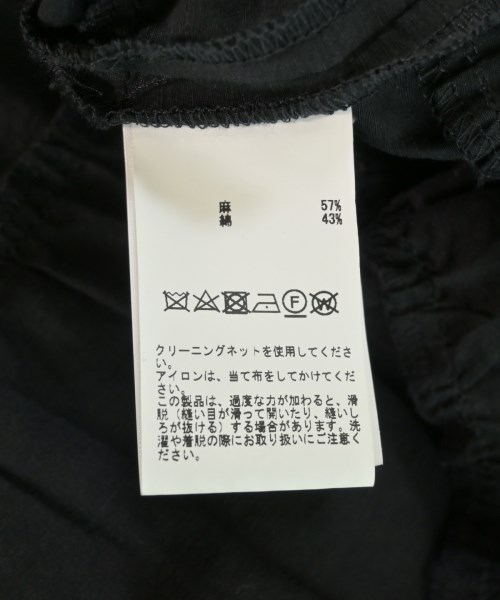 麻 57%
綿 43%
F W
クリーニングネットを使用してくださ
い。
アイロンは、当て布をしてかけてくだ
さい。
この製品は、過度な力が加わると、滑
脱(縫い目が滑って開いたり、縫いし
ろが抜ける)する場合があります。洗
濯や着脱の際にお取り扱いにご注意く
ださい。